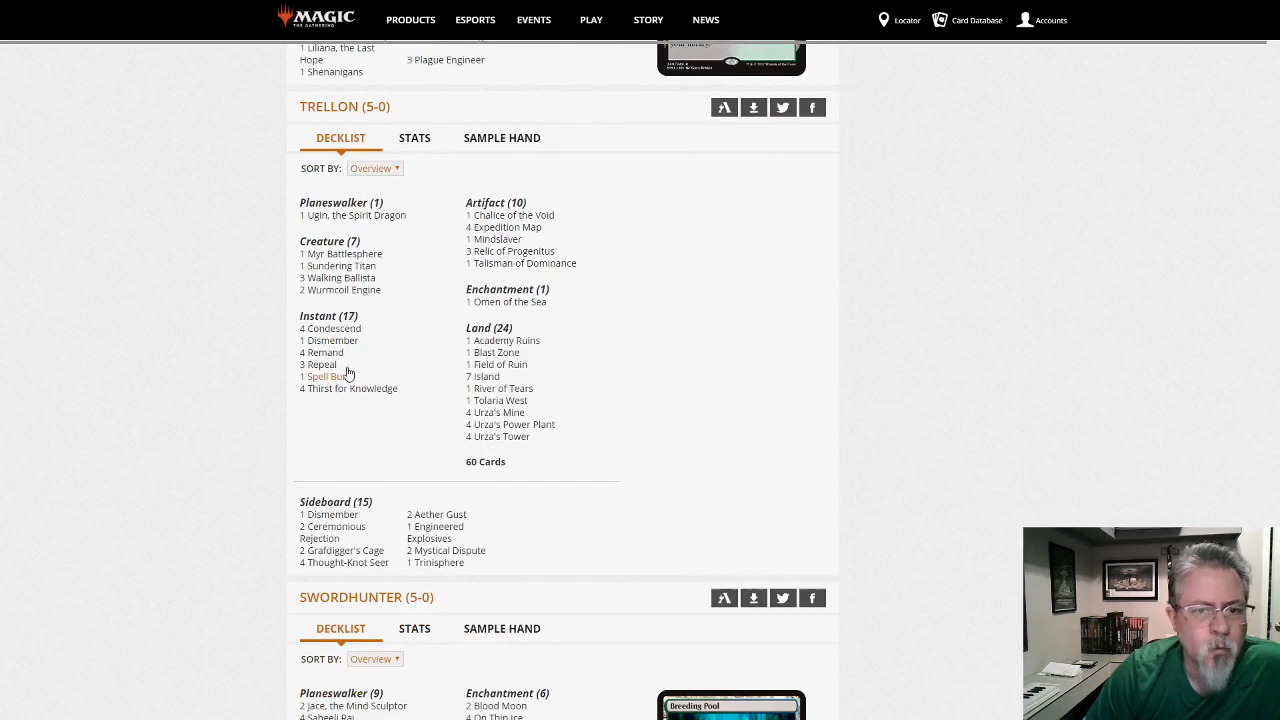 MAGIC
THE GATHERING
PRODUCTS
ESPORTS
EVENTS
PLAY
STORY
NEWS
Locator
Card Database
Accounts
1 Liliana, the Last
Hope
1 Shenanigans
3 Plague Engineer
your library.
TRELLON (5-0)
DECKLIST
STATS
SAMPLE HAND
SORT BY: Overview
Planeswalker (1)
1 Ugin, the Spirit Dragon
Creature (7)
1 Myr Battlesphere
1 Sundering Titan
3 Walking Ballista
2 Wurmcoil Engine
Instant (17)
4 Condescend
1 Dismember
4 Remand
3 Repeal
1 Spell
4 Thirst for Knowledge
Artifact (10)
1 Chalice of the Void
4 Expedition Map
1 Mindslaver
3 Relic of Progenitus
1 Talisman of Dominance
Enchantment (1)
1 Omen of the Sea
Land (24)
1 Academy Ruins
1 Blast Zone
1 Field of Ruin
7 Island
1 River of Tears
1 Tolaria West
4 Urza's Mine
4 Urza's Power Plant
4 Urza's Tower
60 Cards
Sideboard (15)
1 Dismember
2 Ceremonious
Rejection
2 Grafdigger's Cage
4 Thought-Knot Seer
2 Aether Gust
1 Engineered
Explosives
2 Mystical Dispute
1 Trinisphere
SWORDHUNTER (5-0)
DECKLIST
STATS
SAMPLE HAND
SORT BY: Overview
Planeswalker (9)
2 Jace, the Mind Sculptor
4 Saheeli Rai
Enchantment (6)
2 Blood Moon
4 On Thin Ice
Breeding Pool